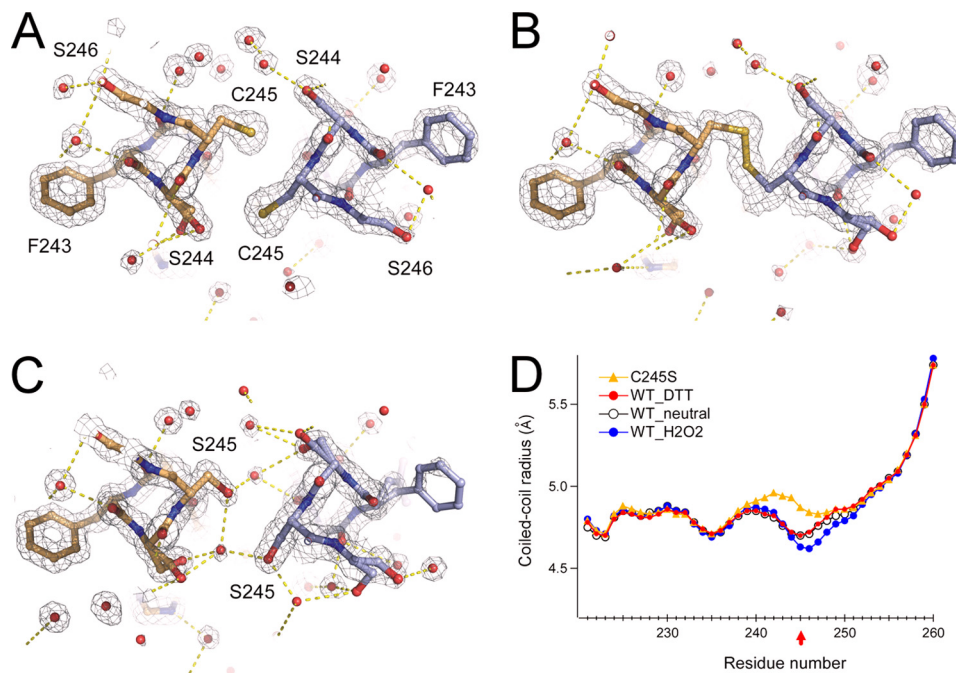 A
S246
S244
C245
F243
F243
S244
C245
S246
B
C
S245
S245
D
C245S
WT_DTT
WT_neutral
WT_H2O2
Coiled-coil radius (Å)
5.5
5.0
4.5
230
240
250
260
Residue number